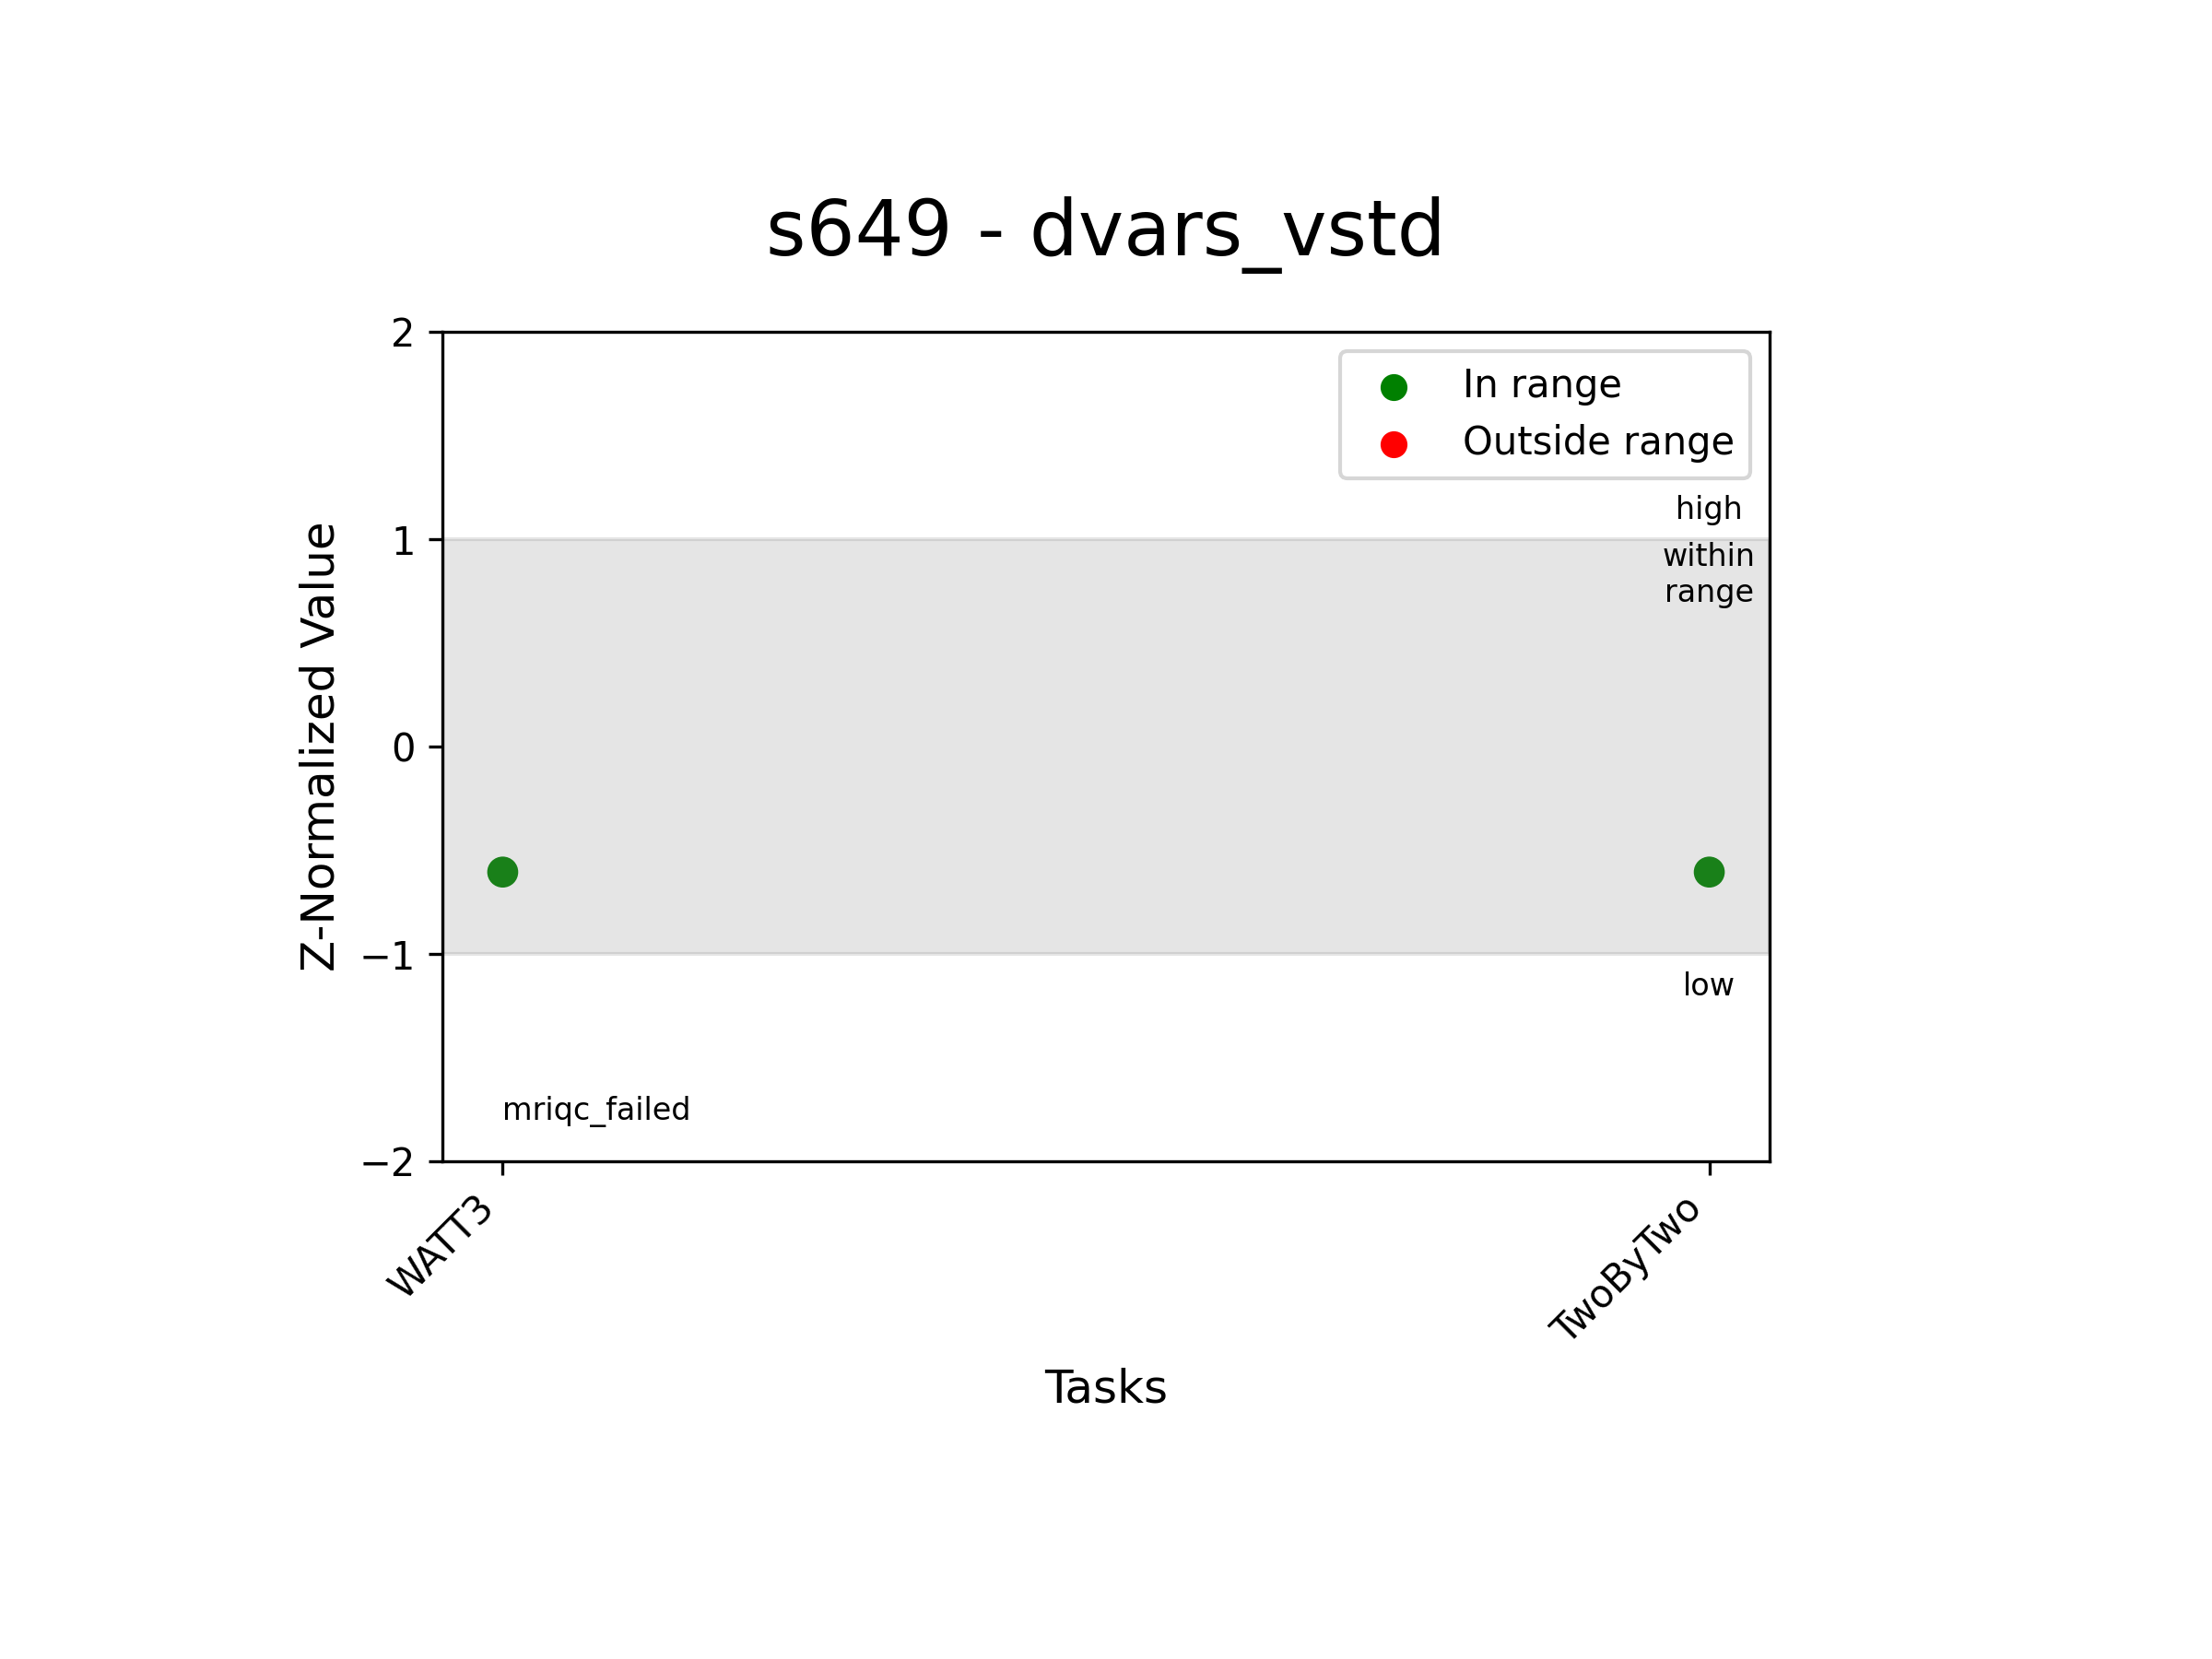 s649 - dvars_vstd
2
1
0
−1
−2
Z-Normalized Value
In range
Outside range
high
within
range
low
mriqc_failed
WATT3
TwoByTwo
Tasks